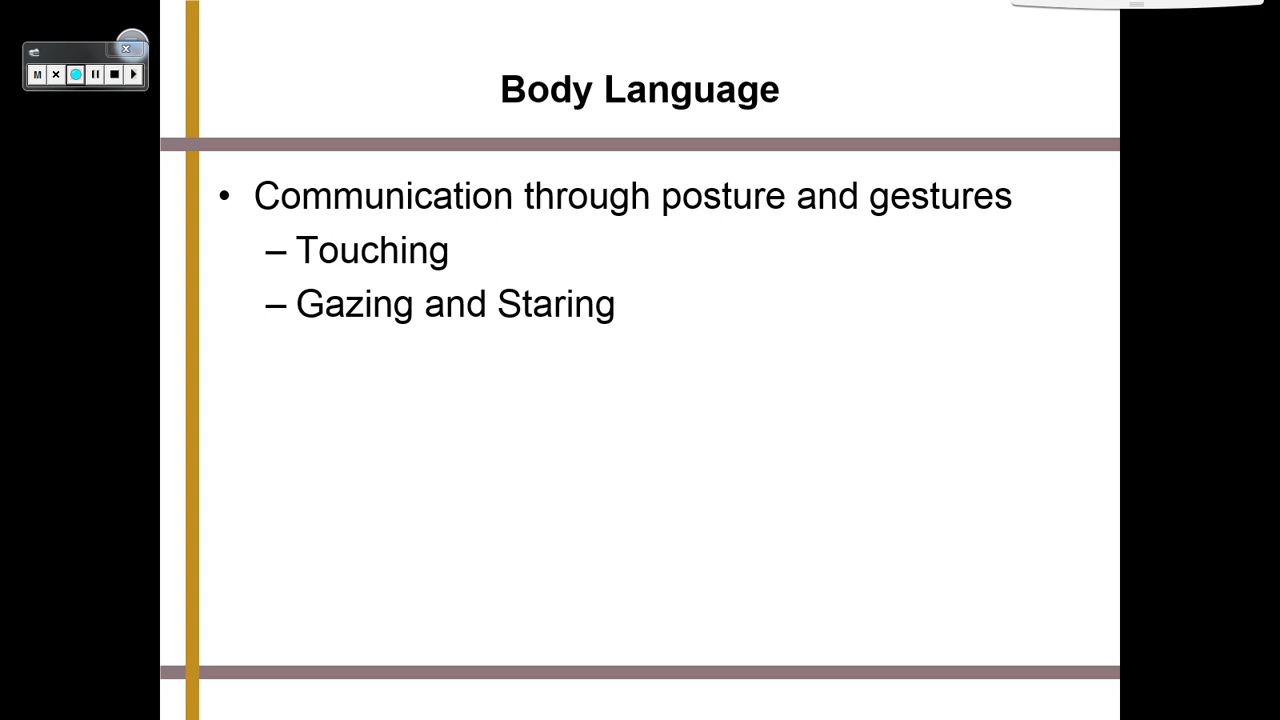 M
Body Language
• Communication through posture and gestures
– Touching
– Gazing and Staring